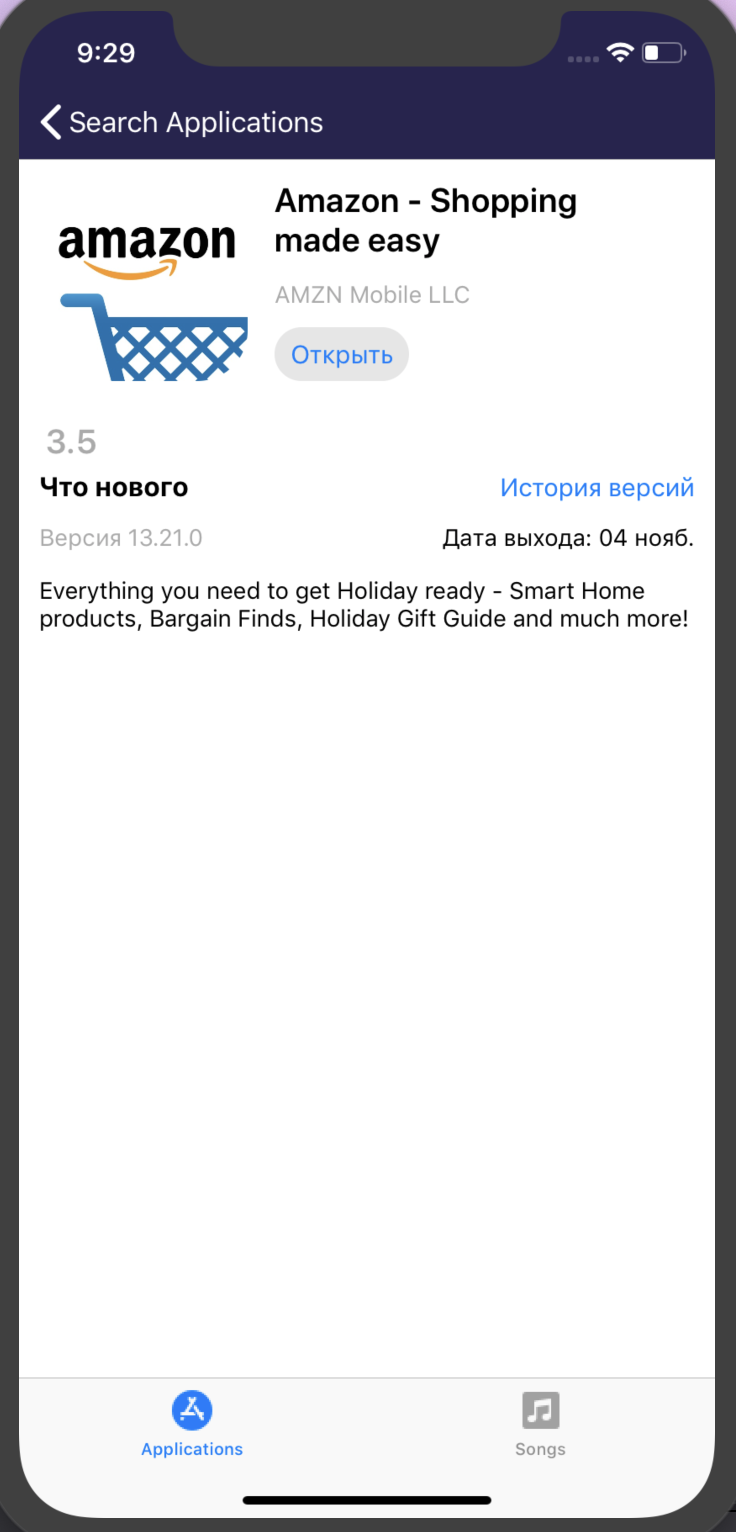 9:29
Search Applications
amazon
Amazon - Shopping
made easy
AMZN Mobile LLC
Открыть
3.5
Что нового
История версий
Версия 13.21.0
Дата выхода: 04 нояб.
Everything you need to get Holiday ready - Smart Home
products, Bargain Finds, Holiday Gift Guide and much more!
Applications
Songs